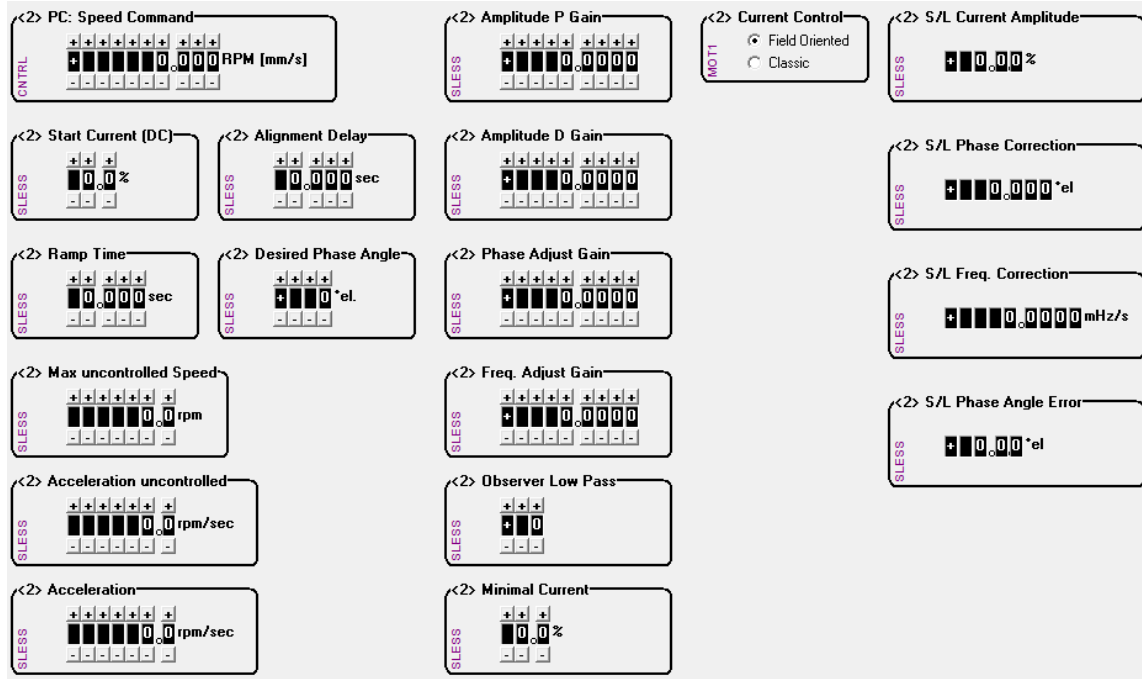 <2> PC: Speed Command
CNTRL
+ 0.000 RPM [mm/s]
<2> Amplitude P Gain
SLESS
+ 0.0000
<2> Current Control
MOT1
Field Oriented
Classic
<2> S/L Current Amplitude
SLESS
+ 0.00 %
<2> Start Current (DC)
SLESS
0.0 %
<2> Alignment Delay
SLESS
0.000 sec
<2> Amplitude D Gain
SLESS
+ 0.0000
<2> S/L Phase Correction
SLESS
+ 0.000 °el
<2> Ramp Time
SLESS
0.000 sec
<2> Desired Phase Angle
SLESS
+ 0 °el.
<2> Phase Adjust Gain
SLESS
+ 0.0000
<2> S/L Freq. Correction
SLESS
+ 0.0000 mHz/s
<2> Max uncontrolled Speed
SLESS
0.0 rpm
<2> Freq. Adjust Gain
SLESS
+ 0.0000
<2> S/L Phase Angle Error
SLESS
+ 0.00 °el
<2> Acceleration uncontrolled
SLESS
0.0 rpm/sec
<2> Observer Low Pass
SLESS
+ 0
<2> Acceleration
SLESS
0.0 rpm/sec
<2> Minimal Current
SLESS
0.0 %